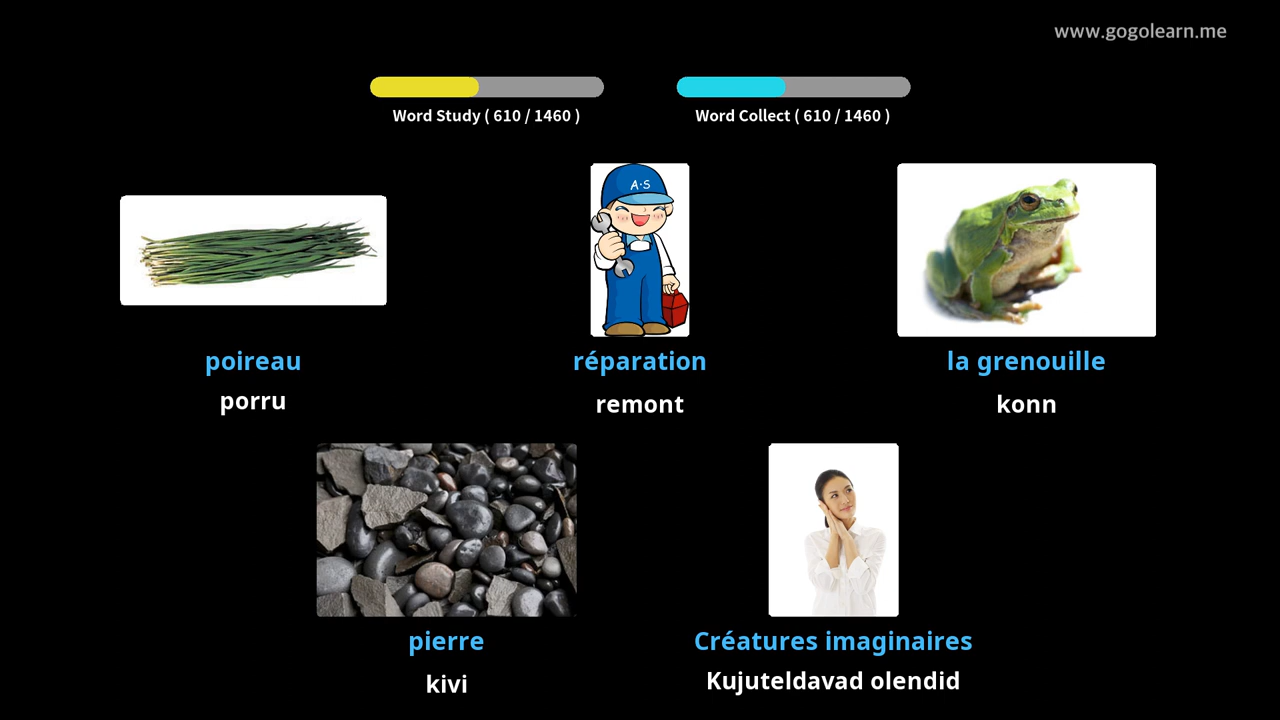 www.gogolearn.me
Word Study ( 610 / 1460 )
Word Collect ( 610 / 1460 )
A·S
poireau
réparation
la grenouille
porru
remont
konn
pierre
Créatures imaginaires
kivi
Kujuteldavad olendid